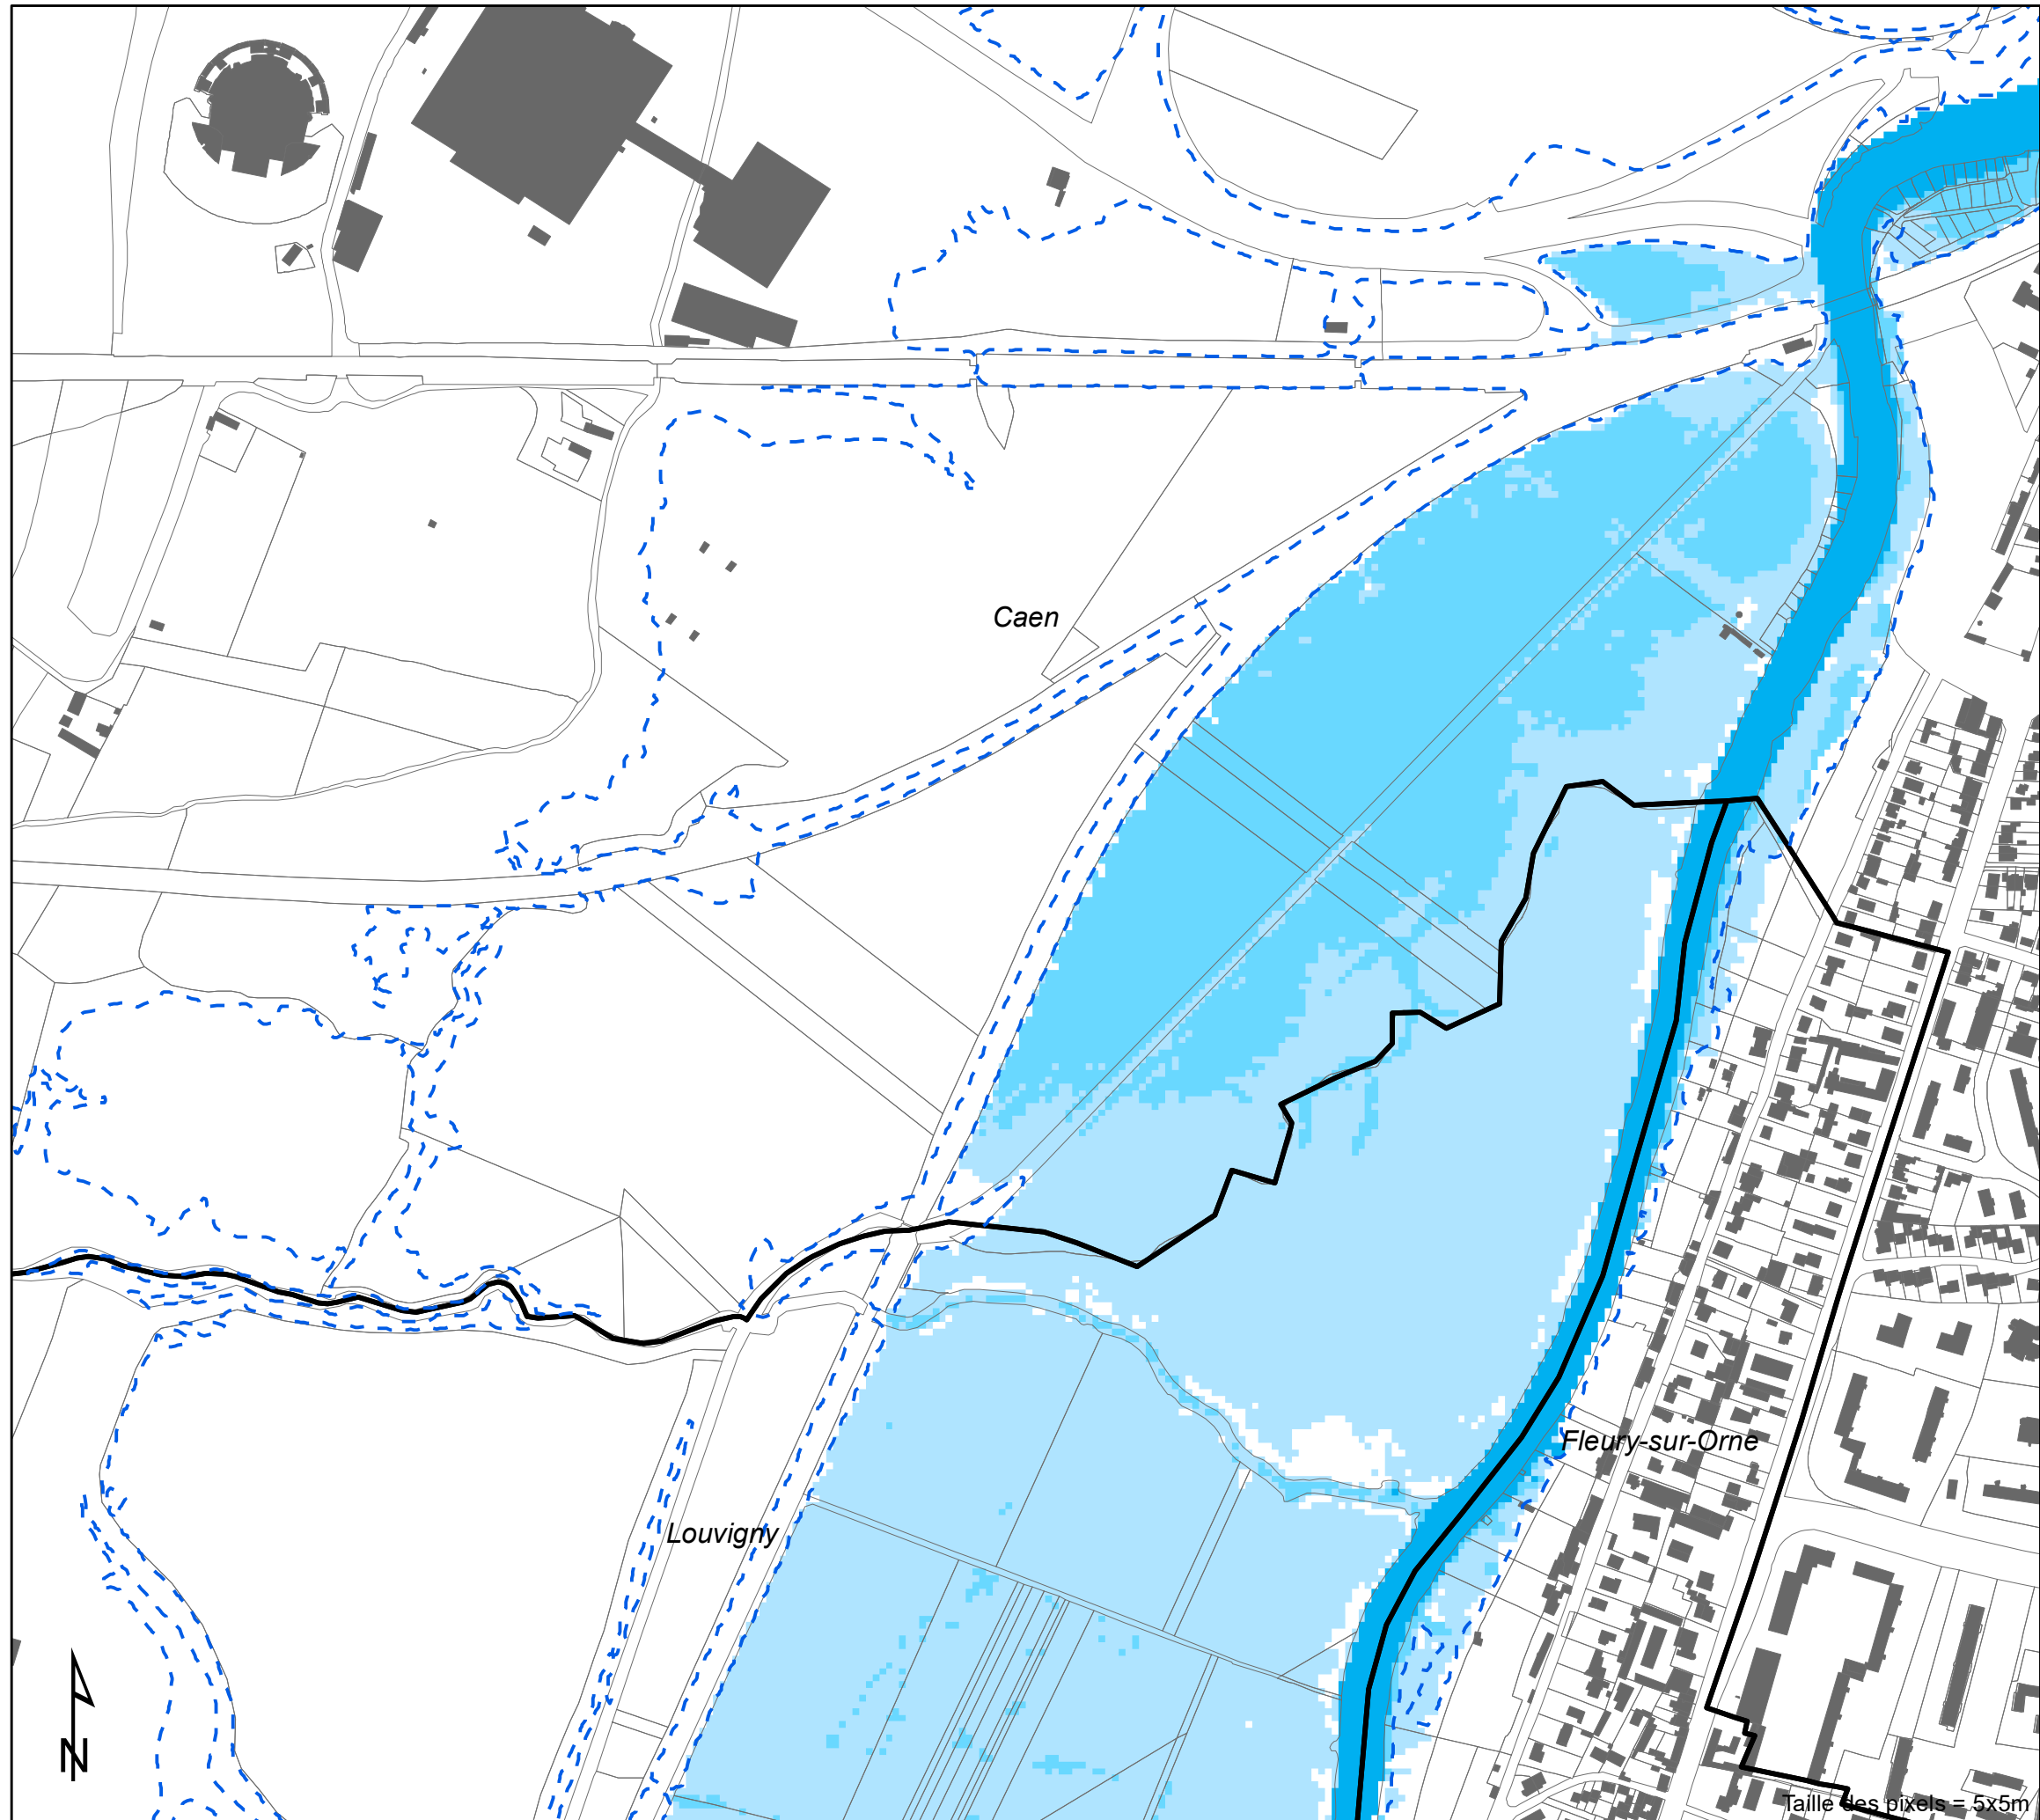 Caen
Fleury-sur-Orne
Louvigny
N
Taille des pixels = 5x5m